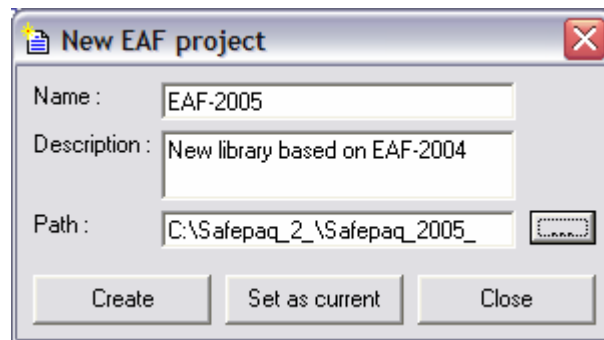 New EAF project
Name : EAF-2005
Description : New library based on EAF-2004
Path : C:\Safepaq_2_\Safepaq_2005_ ...
Create Set as current Close